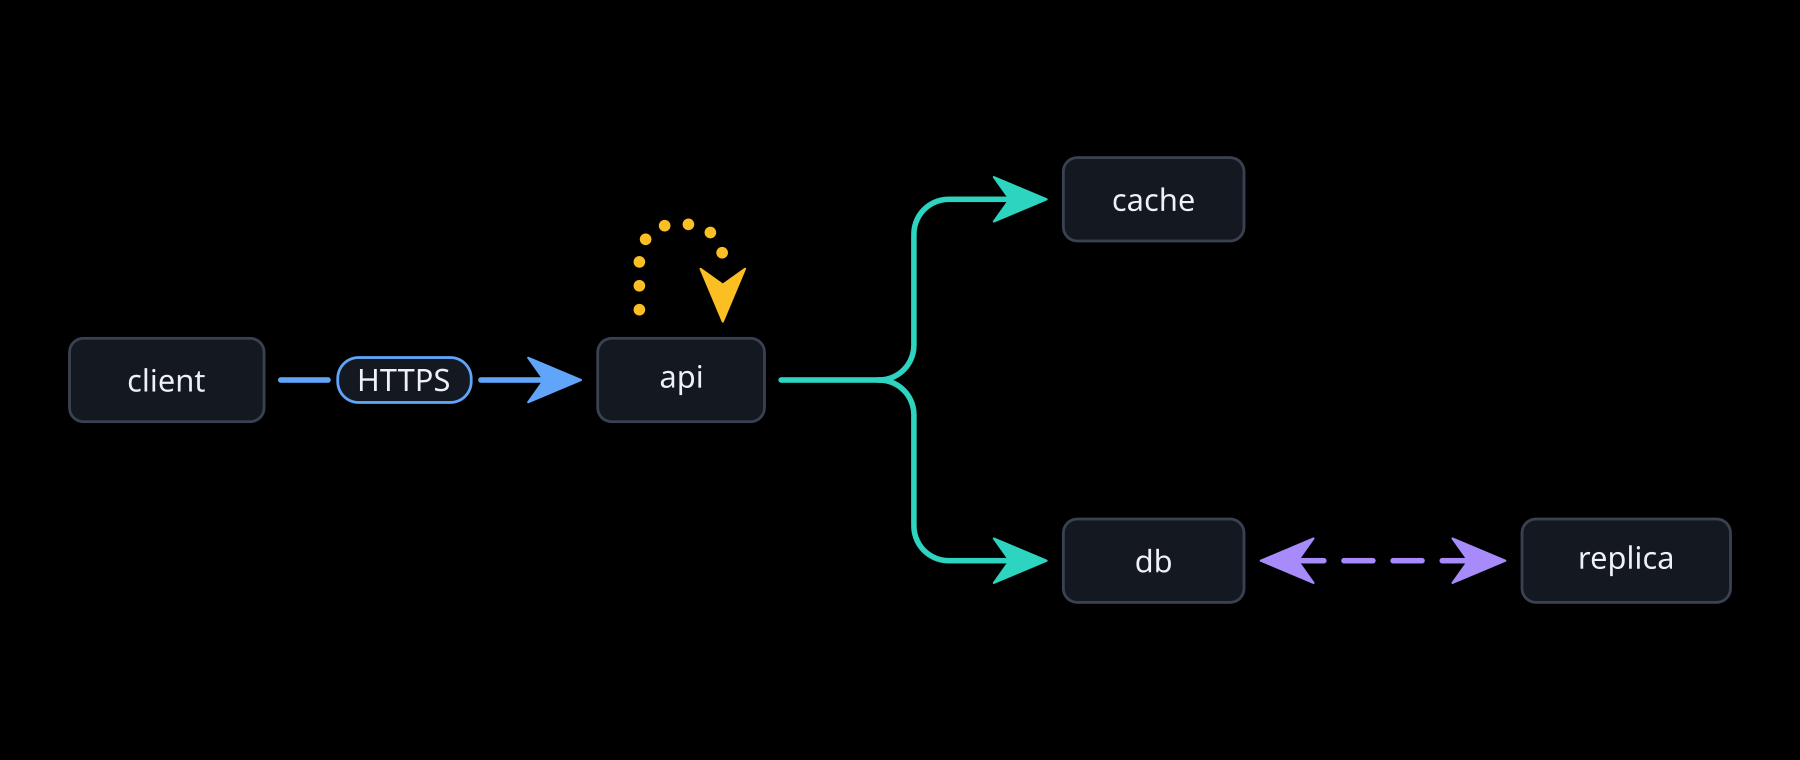 client
HTTPS
api
cache
db
replica